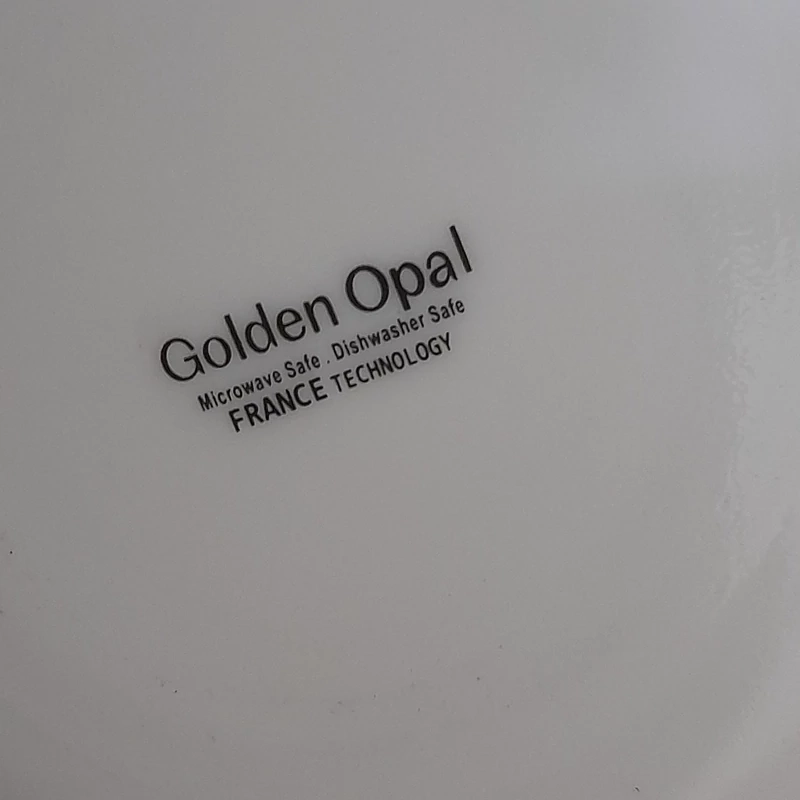 Golden Opal
Microwave Safe . Dishwasher Safe
FRANCE TECHNOLOGY